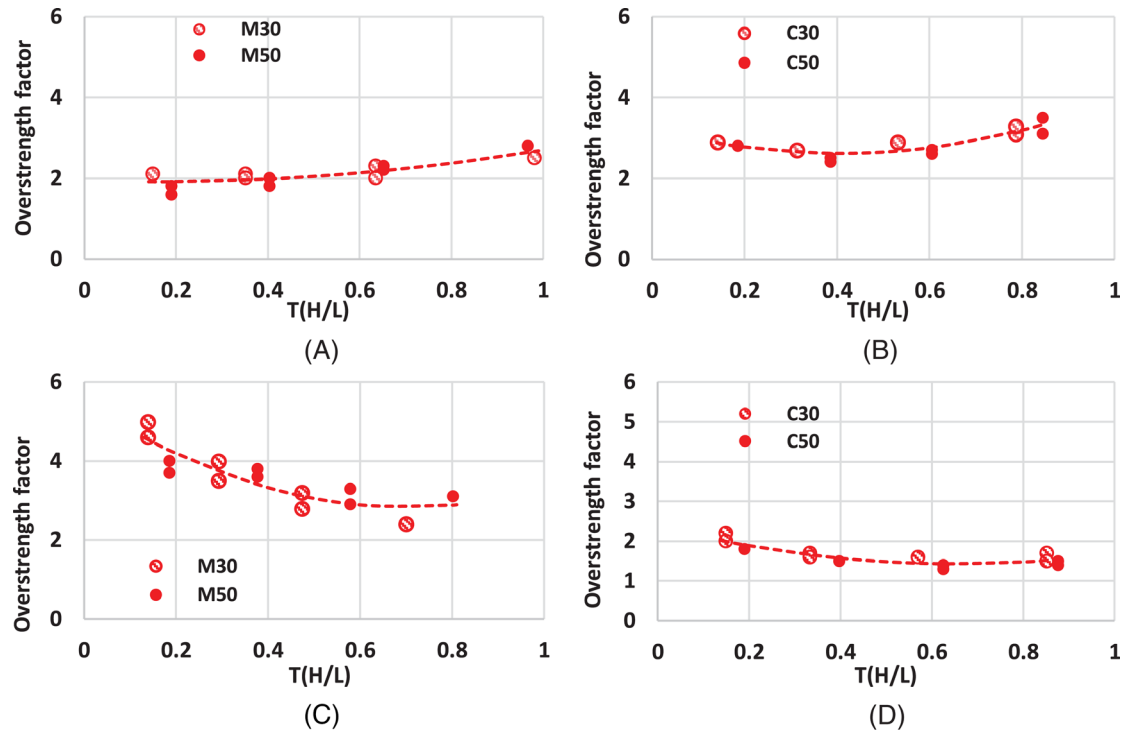 6
4
2
0
Overstrength factor
M30
M50
0 0.2 0.4 0.6 0.8 1
T(H/L)
(A)
6
4
2
0
Overstrength factor
C30
C50
0 0.2 0.4 0.6 0.8 1
T(H/L)
(B)
6
4
2
0
Overstrength factor
M30
M50
0 0.2 0.4 0.6 0.8 1
T(H/L)
(C)
6
5
4
3
2
1
0
Overstrength factor
C30
C50
0 0.2 0.4 0.6 0.8 1
T(H/L)
(D)